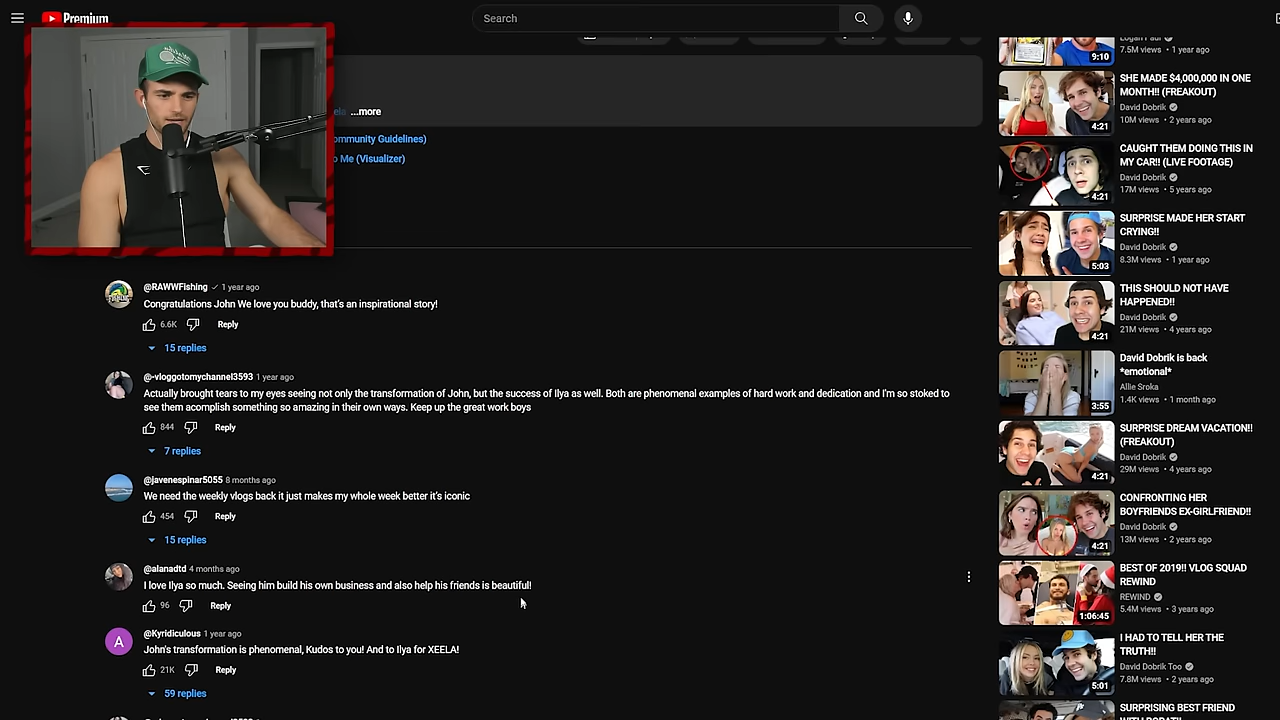 Premium
Search
...more
ommunity Guidelines)
o Me (Visualizer)
@RAWWFishing 1 year ago
Congratulations John We love you buddy, that's an inspirational story!
6.6K Reply
15 replies
@-vloggotomychannel3593 1 year ago
Actually brought tears to my eyes seeing not only the transformation of John, but the success of Ilya as well. Both are phenomenal examples of hard work and dedication and I'm so stoked to
see them acomplish something so amazing in their own ways. Keep up the great work boys
844 Reply
7 replies
@javenespinar5055 8 months ago
We need the weekly vlogs back it just makes my whole week better it's iconic
454 Reply
15 replies
@alanadtd 4 months ago
I love Ilya so much. Seeing him build his own business and also help his friends is beautiful!
96 Reply
A
@Kyridiculous 1 year ago
John's transformation is phenomenal, Kudos to you and to Ilya for XEELA!
21K Reply
59 replies
9:10
Logan Paul
7.5M views • 1 year ago
4:21
SHE MADE $4,000,000 IN ONE
MONTH!! (FREAKOUT)
David Dobrik
10M views • 2 years ago
4:21
CAUGHT THEM DOING THIS IN
MY CAR!! (LIVE FOOTAGE)
David Dobrik
17M views • 5 years ago
5:03
SURPRISE MADE HER START
CRYING!!
David Dobrik
8.3M views • 1 year ago
4:21
THIS SHOULD NOT HAVE
HAPPENED!!
David Dobrik
21M views • 4 years ago
3:55
David Dobrik is back
*emotional*
Allie Sroka
1.4K views • 1 month ago
4:21
SURPRISE DREAM VACATION!!
(FREAKOUT)
David Dobrik
29M views • 4 years ago
4:21
CONFRONTING HER
BOYFRIENDS EX-GIRLFRIEND!!
David Dobrik
13M views • 2 years ago
1:06:45
BEST OF 2019!! VLOG SQUAD
REWIND
REWIND
5.4M views • 3 years ago
5:01
I HAD TO TELL HER THE
TRUTH!!
David Dobrik Too
7.8M views • 2 years ago
SURPRISING BEST FRIEND